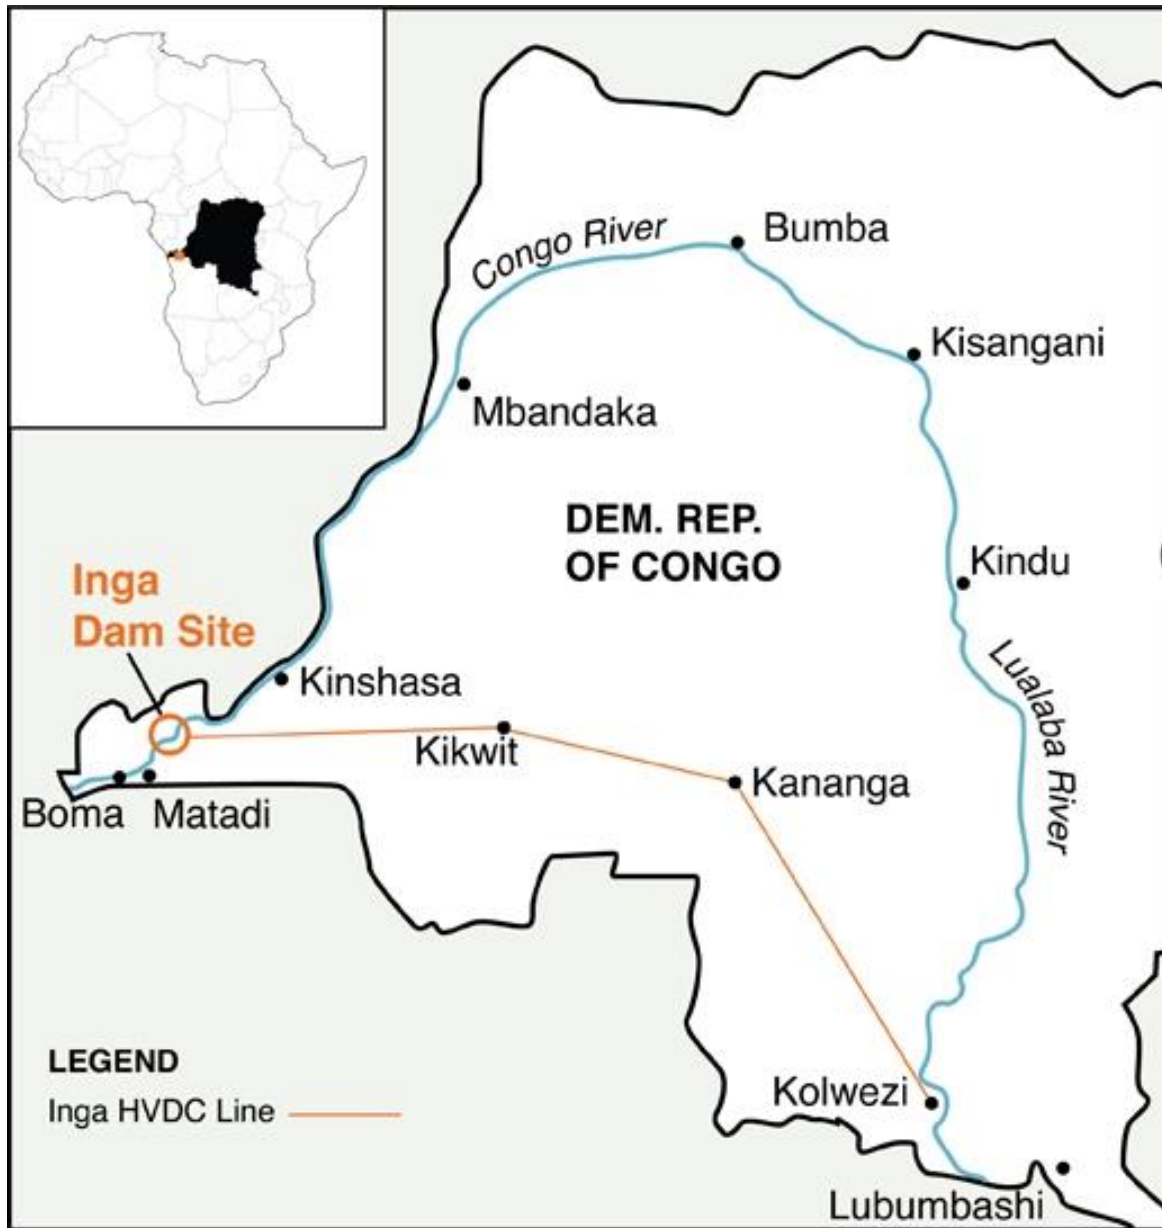 Congo River
Bumba
Kisangani
Mbandaka
DEM. REP.
OF CONGO
Kindu
Inga
Dam Site
Kinshasa
Lualaba River
Kikwit
Kananga
Boma
Matadi
LEGEND
Inga HVDC Line
Kolwezi
Lubumbashi